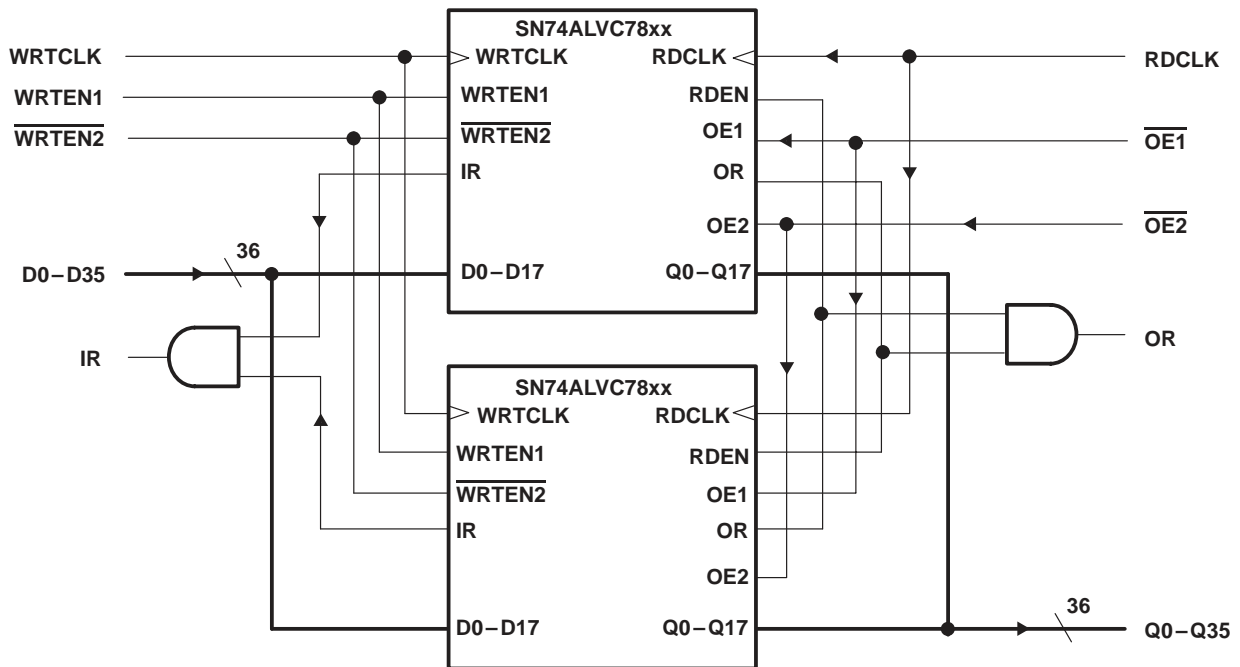 SN74ALVC78xx
WRTCLK
WRTCLK
RDCLK
RDCLK
WRTEN1
WRTEN1
RDEN
WRTEN2
WRTEN2
OE1
OE1
IR
OR
OE2
OE2
36
D0–D35
D0–D17
Q0–Q17
IR
OR
SN74ALVC78xx
WRTCLK
RDCLK
WRTEN1
RDEN
WRTEN2
OE1
IR
OR
OE2
36
D0–D17
Q0–Q17
Q0–Q35